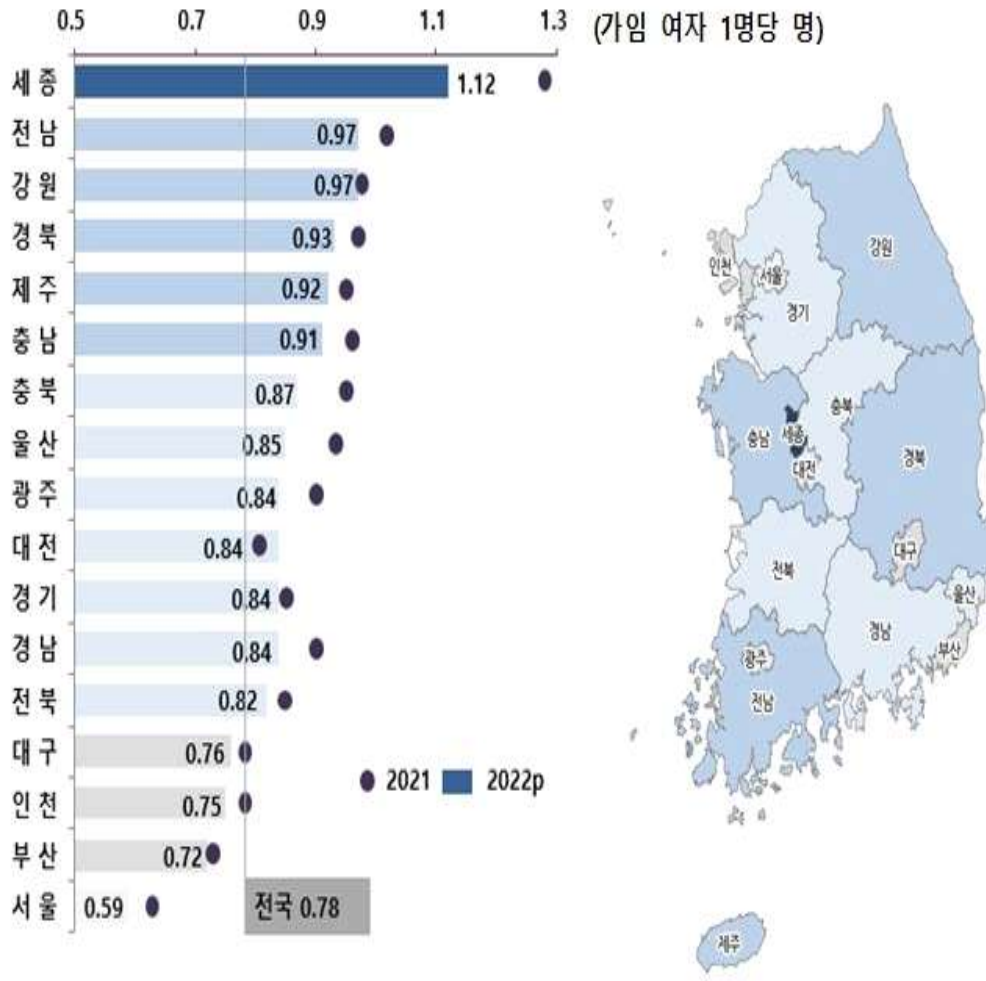 0.5 0.7 0.9 1.1 1.3 (가임 여자 1명당 명)
세종 1.12
전남 0.97
강원 0.97
경북 0.93
제주 0.92
충남 0.91
충북 0.87
울산 0.85
광주 0.84
대전 0.84
경기 0.84
경남 0.84
전북 0.82
대구 0.76
인천 0.75
부산 0.72
서울 0.59
2021 2022p
전국 0.78
강원
인천
서울
경기
충북
충남
세종
대전
경북
대구
전북
울산
경남
부산
광주
전남
제주